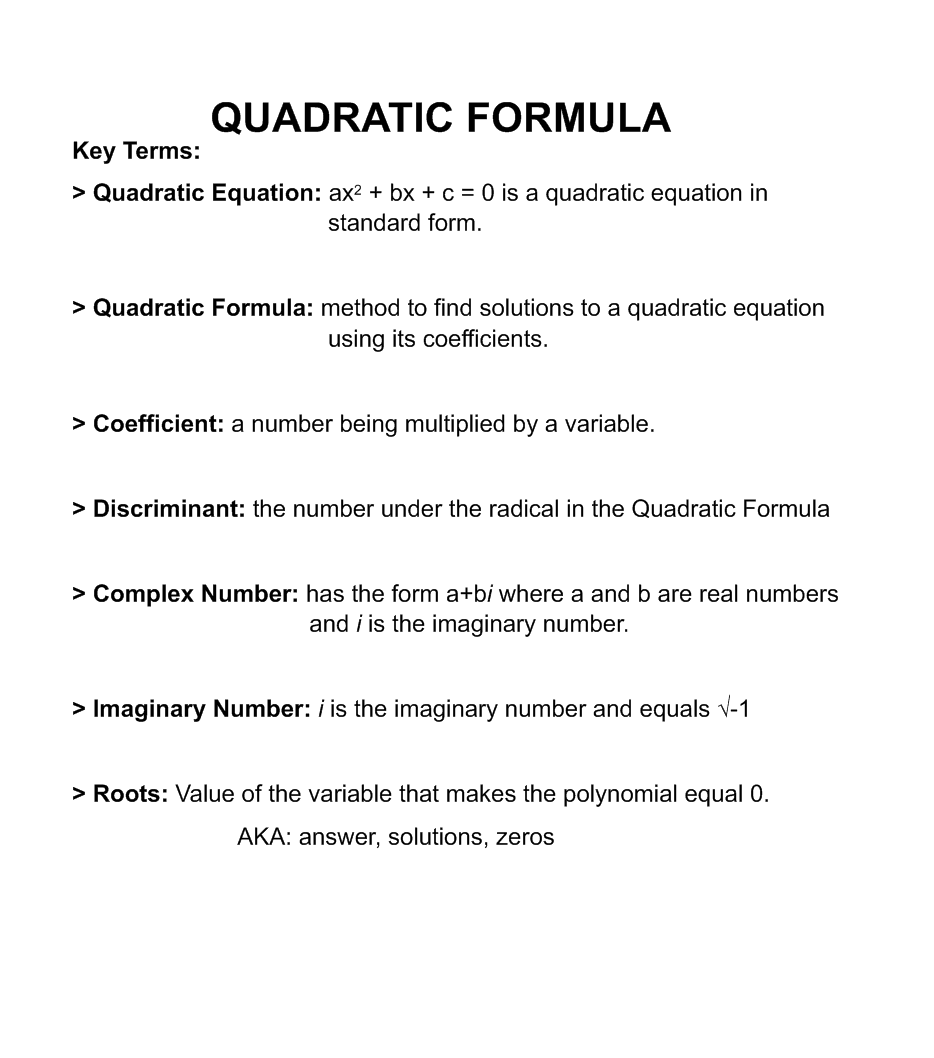 QUADRATIC FORMULA
Key Terms:
> Quadratic Equation: ax² + bx + c = 0 is a quadratic equation in
standard form.
> Quadratic Formula: method to find solutions to a quadratic equation
using its coefficients.
> Coefficient: a number being multiplied by a variable.
> Discriminant: the number under the radical in the Quadratic Formula
> Complex Number: has the form a+bi where a and b are real numbers
and i is the imaginary number.
> Imaginary Number: i is the imaginary number and equals √-1
> Roots: Value of the variable that makes the polynomial equal 0.
AKA: answer, solutions, zeros